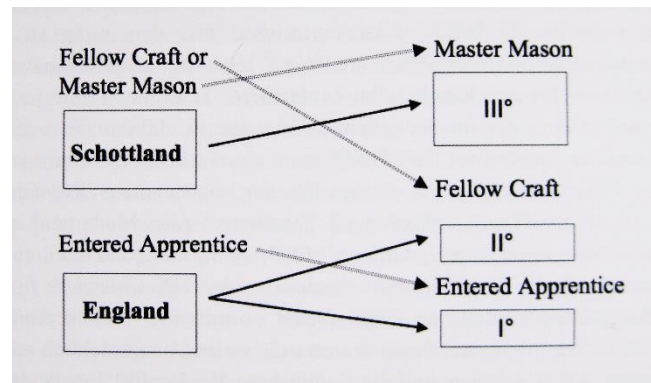 Fellow Craft or
Master Mason
Schottland
Entered Apprentice
England
Master Mason
III°
Fellow Craft
II°
Entered Apprentice
I°